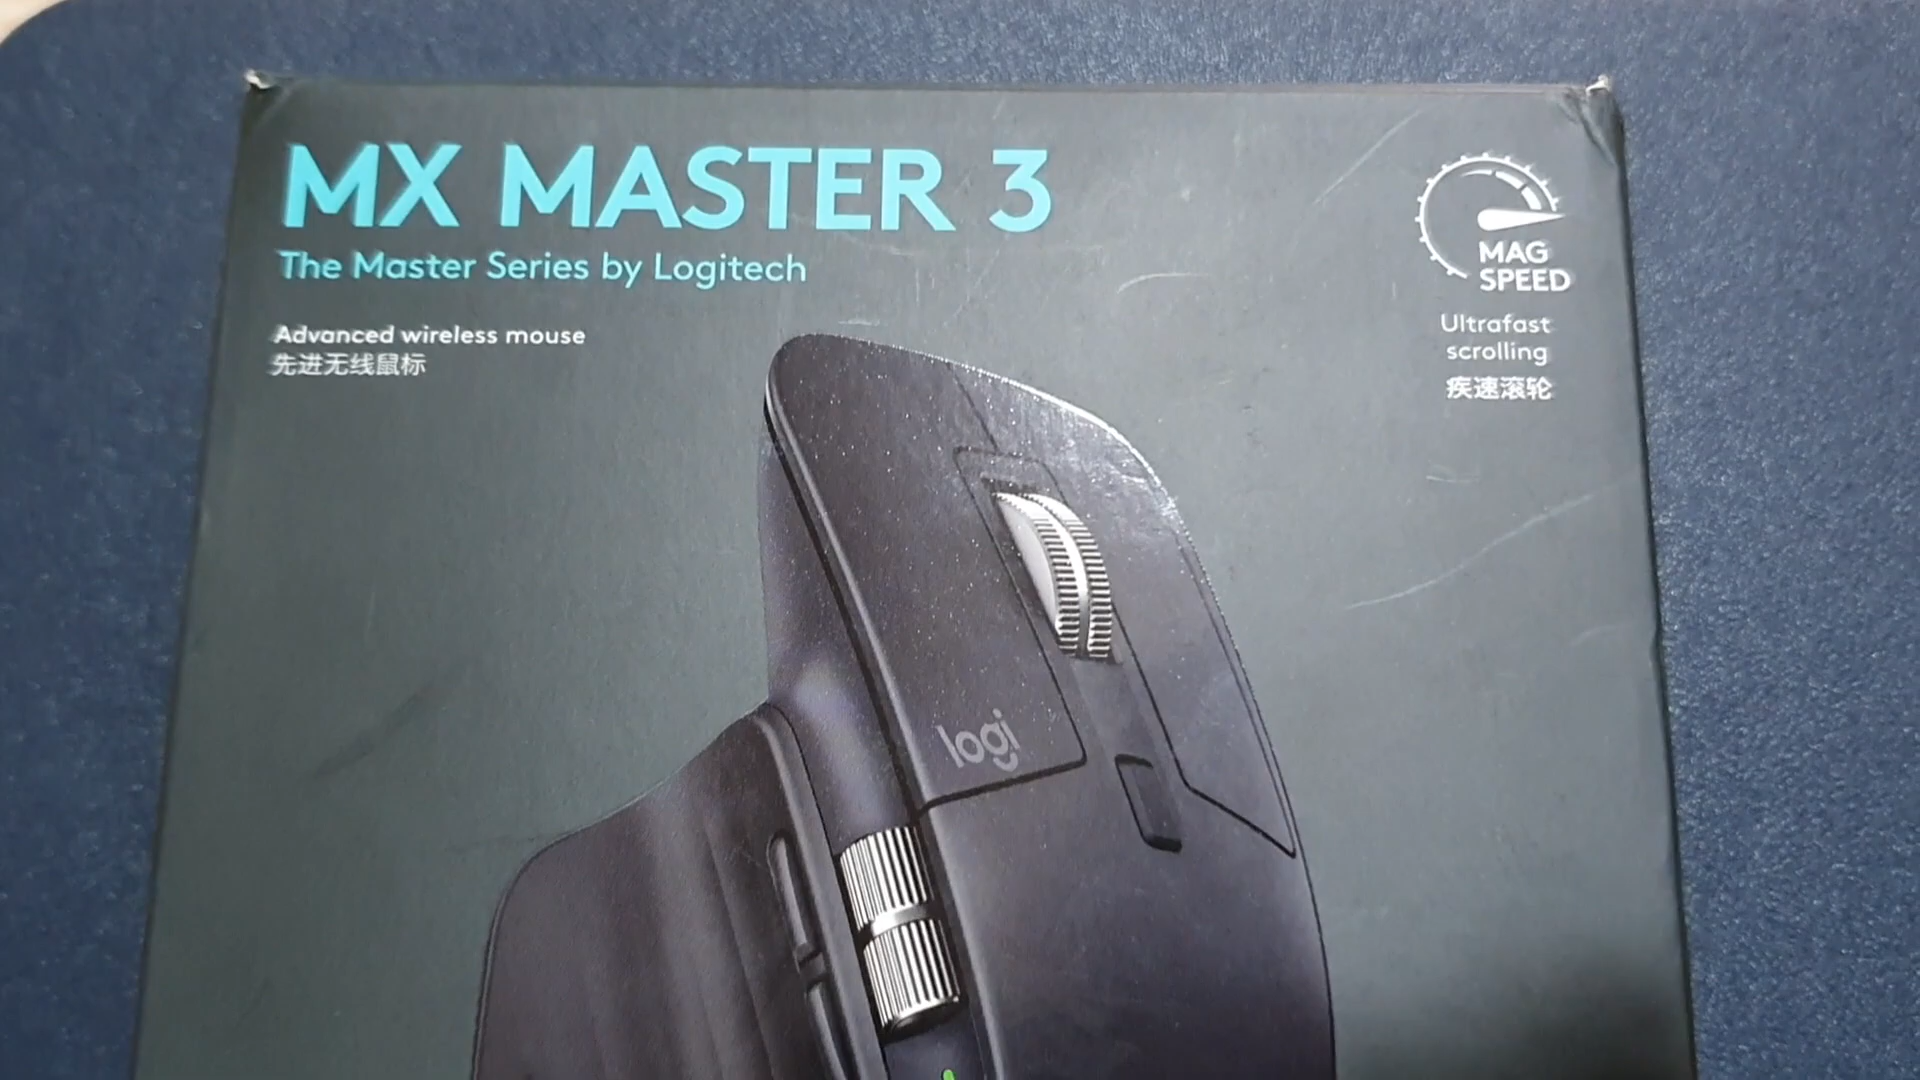 MX MASTER 3
The Master Series by Logitech
Advanced wireless mouse
先进无线鼠标
MAG
SPEED
Ultrafast
scrolling
疾速滚轮
logi